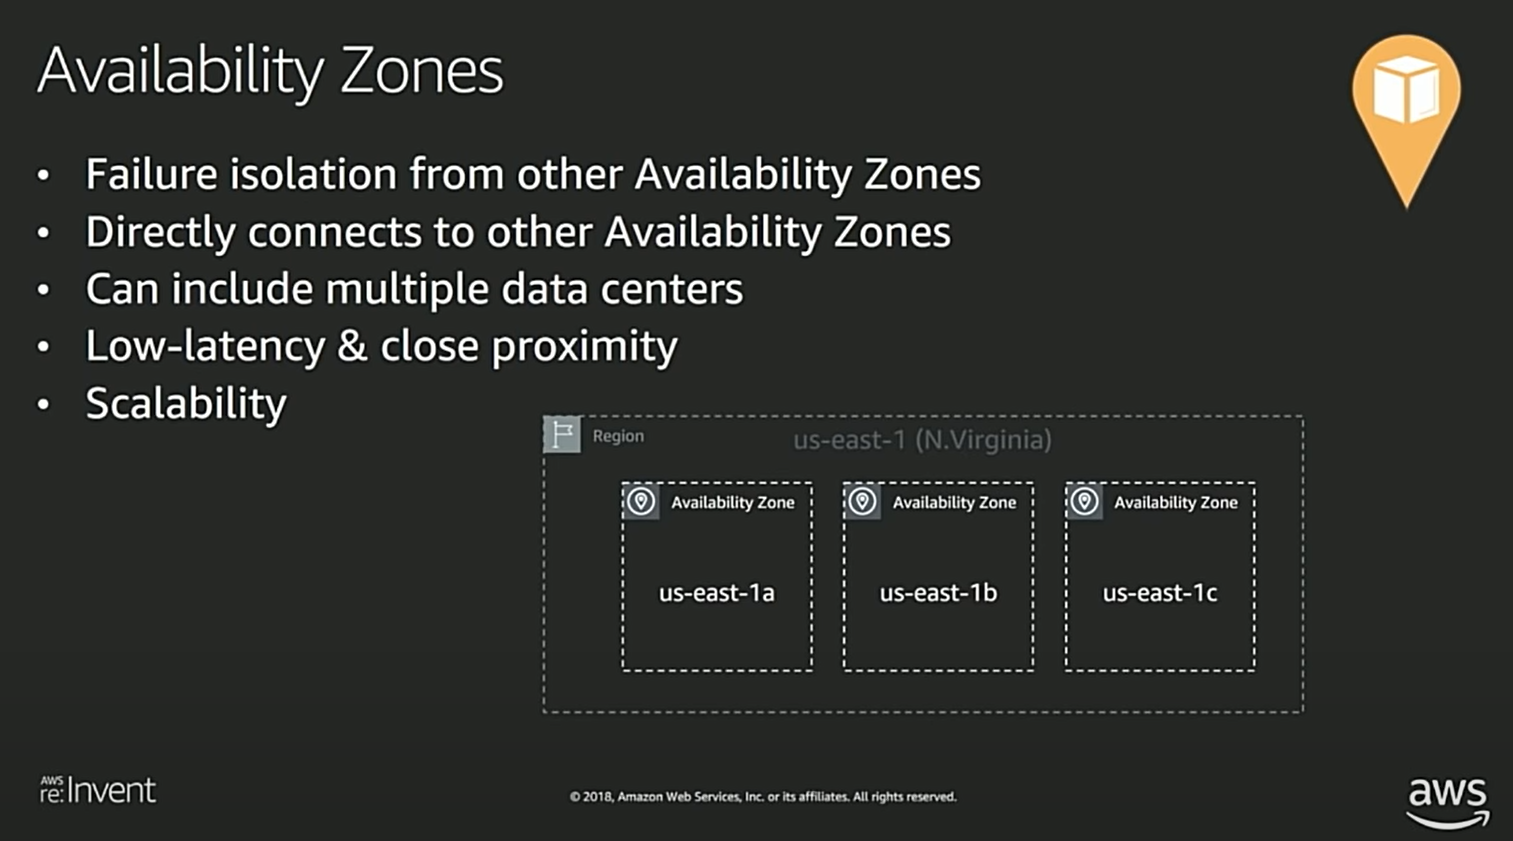 Availability Zones
• Failure isolation from other Availability Zones
• Directly connects to other Availability Zones
• Can include multiple data centers
• Low-latency & close proximity
• Scalability
Region
us-east-1 (N.Virginia)
Availability Zone
us-east-1a
Availability Zone
us-east-1b
Availability Zone
us-east-1c
AWS
re:Invent
© 2018, Amazon Web Services, Inc. or its affiliates. All rights reserved.
aws